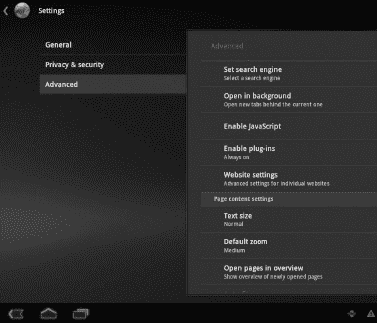 Settings
General
Privacy & security
Advanced
Advanced
Set search engine
Select a search engine
Open in background
Open new tabs behind the current one
Enable JavaScript
Enable plug-ins
Always on
Website settings
Advanced settings for individual websites
Page content settings
Text size
Normal
Default zoom
Medium
Open pages in overview
Show overview of newly opened pages